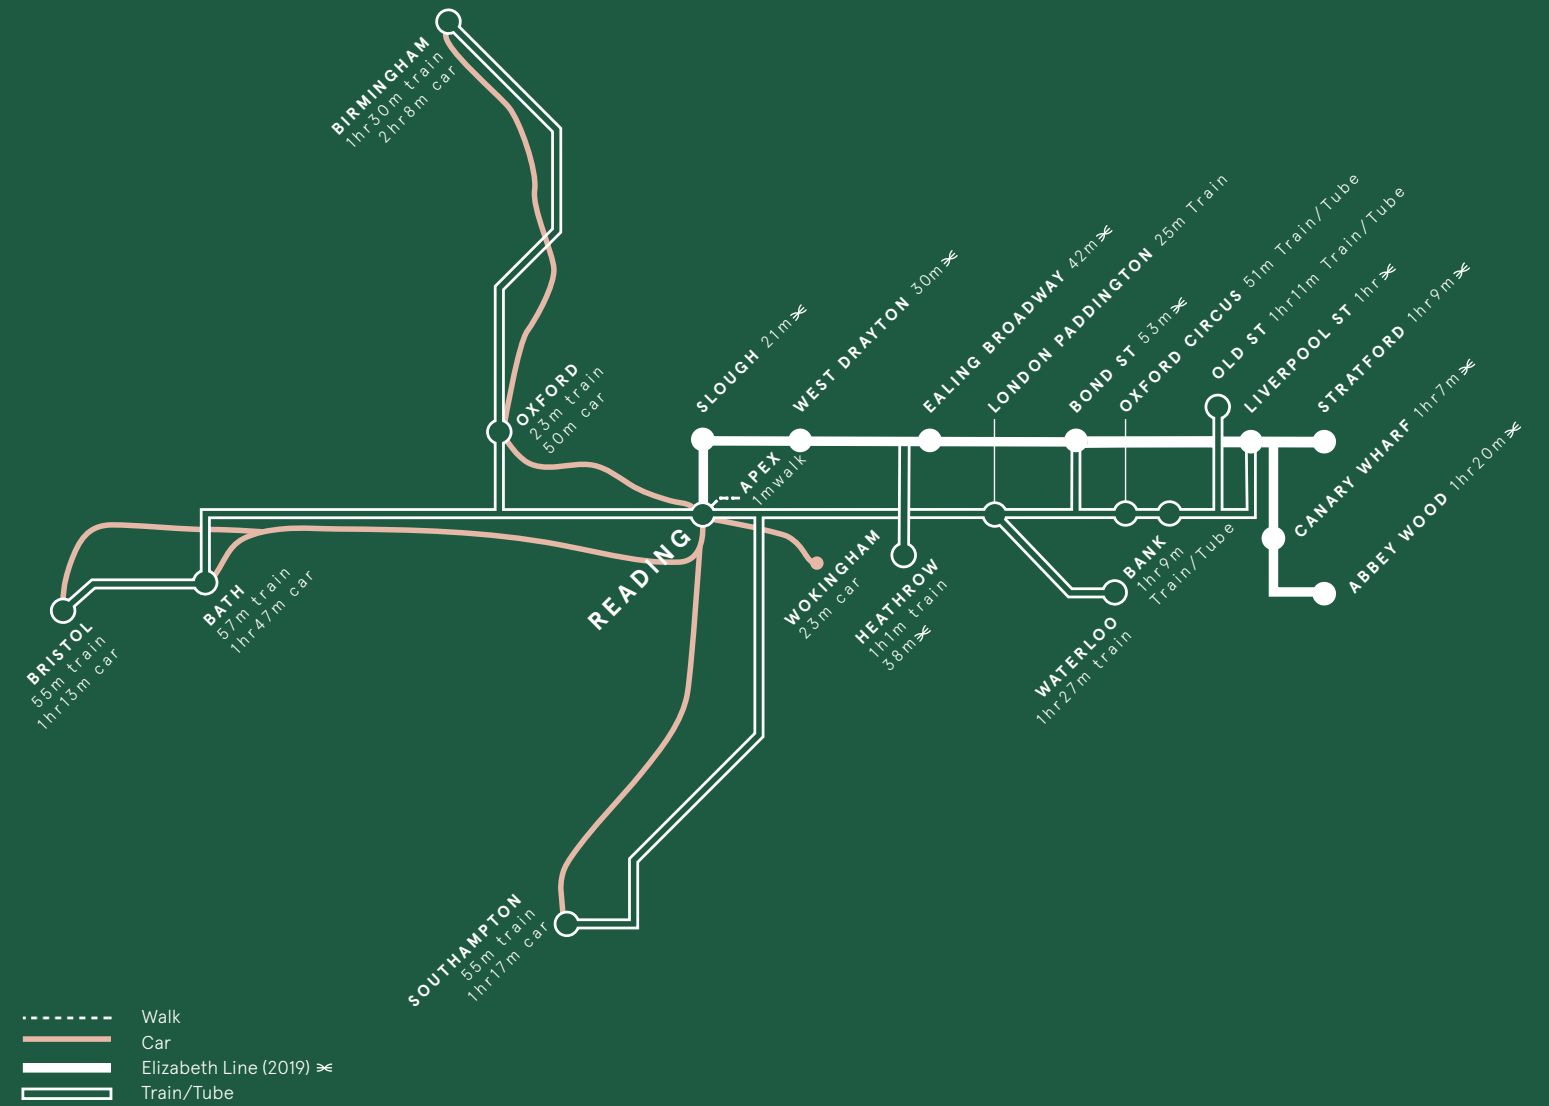 BIRMINGHAM
1hr30m train
2hr8m car
OXFORD
23m train
50m car
SLOUGH 21m
WEST DRAYTON 30m
EALING BROADWAY 42m
LONDON PADDINGTON 25m Train
BOND ST 53m
OXFORD CIRCUS 51m Train/Tube
OLD ST 1hr11m Train/Tube
LIVERPOOL ST 1hr
STRATFORD 1hr9m
CANARY WHARF 1hr7m
ABBEY WOOD 1hr20m
APEX
1mwalk
READING
BRISTOL
55m train
1hr13m car
BATH
57m train
1hr47m car
WOKINGHAM
23m car
HEATHROW
1h1m train
38m
BANK
1hr9m
Train/Tube
WATERLOO
1hr27m train
SOUTHAMPTON
55m train
1hr17m car
Walk
Car
Elizabeth Line (2019)
Train/Tube